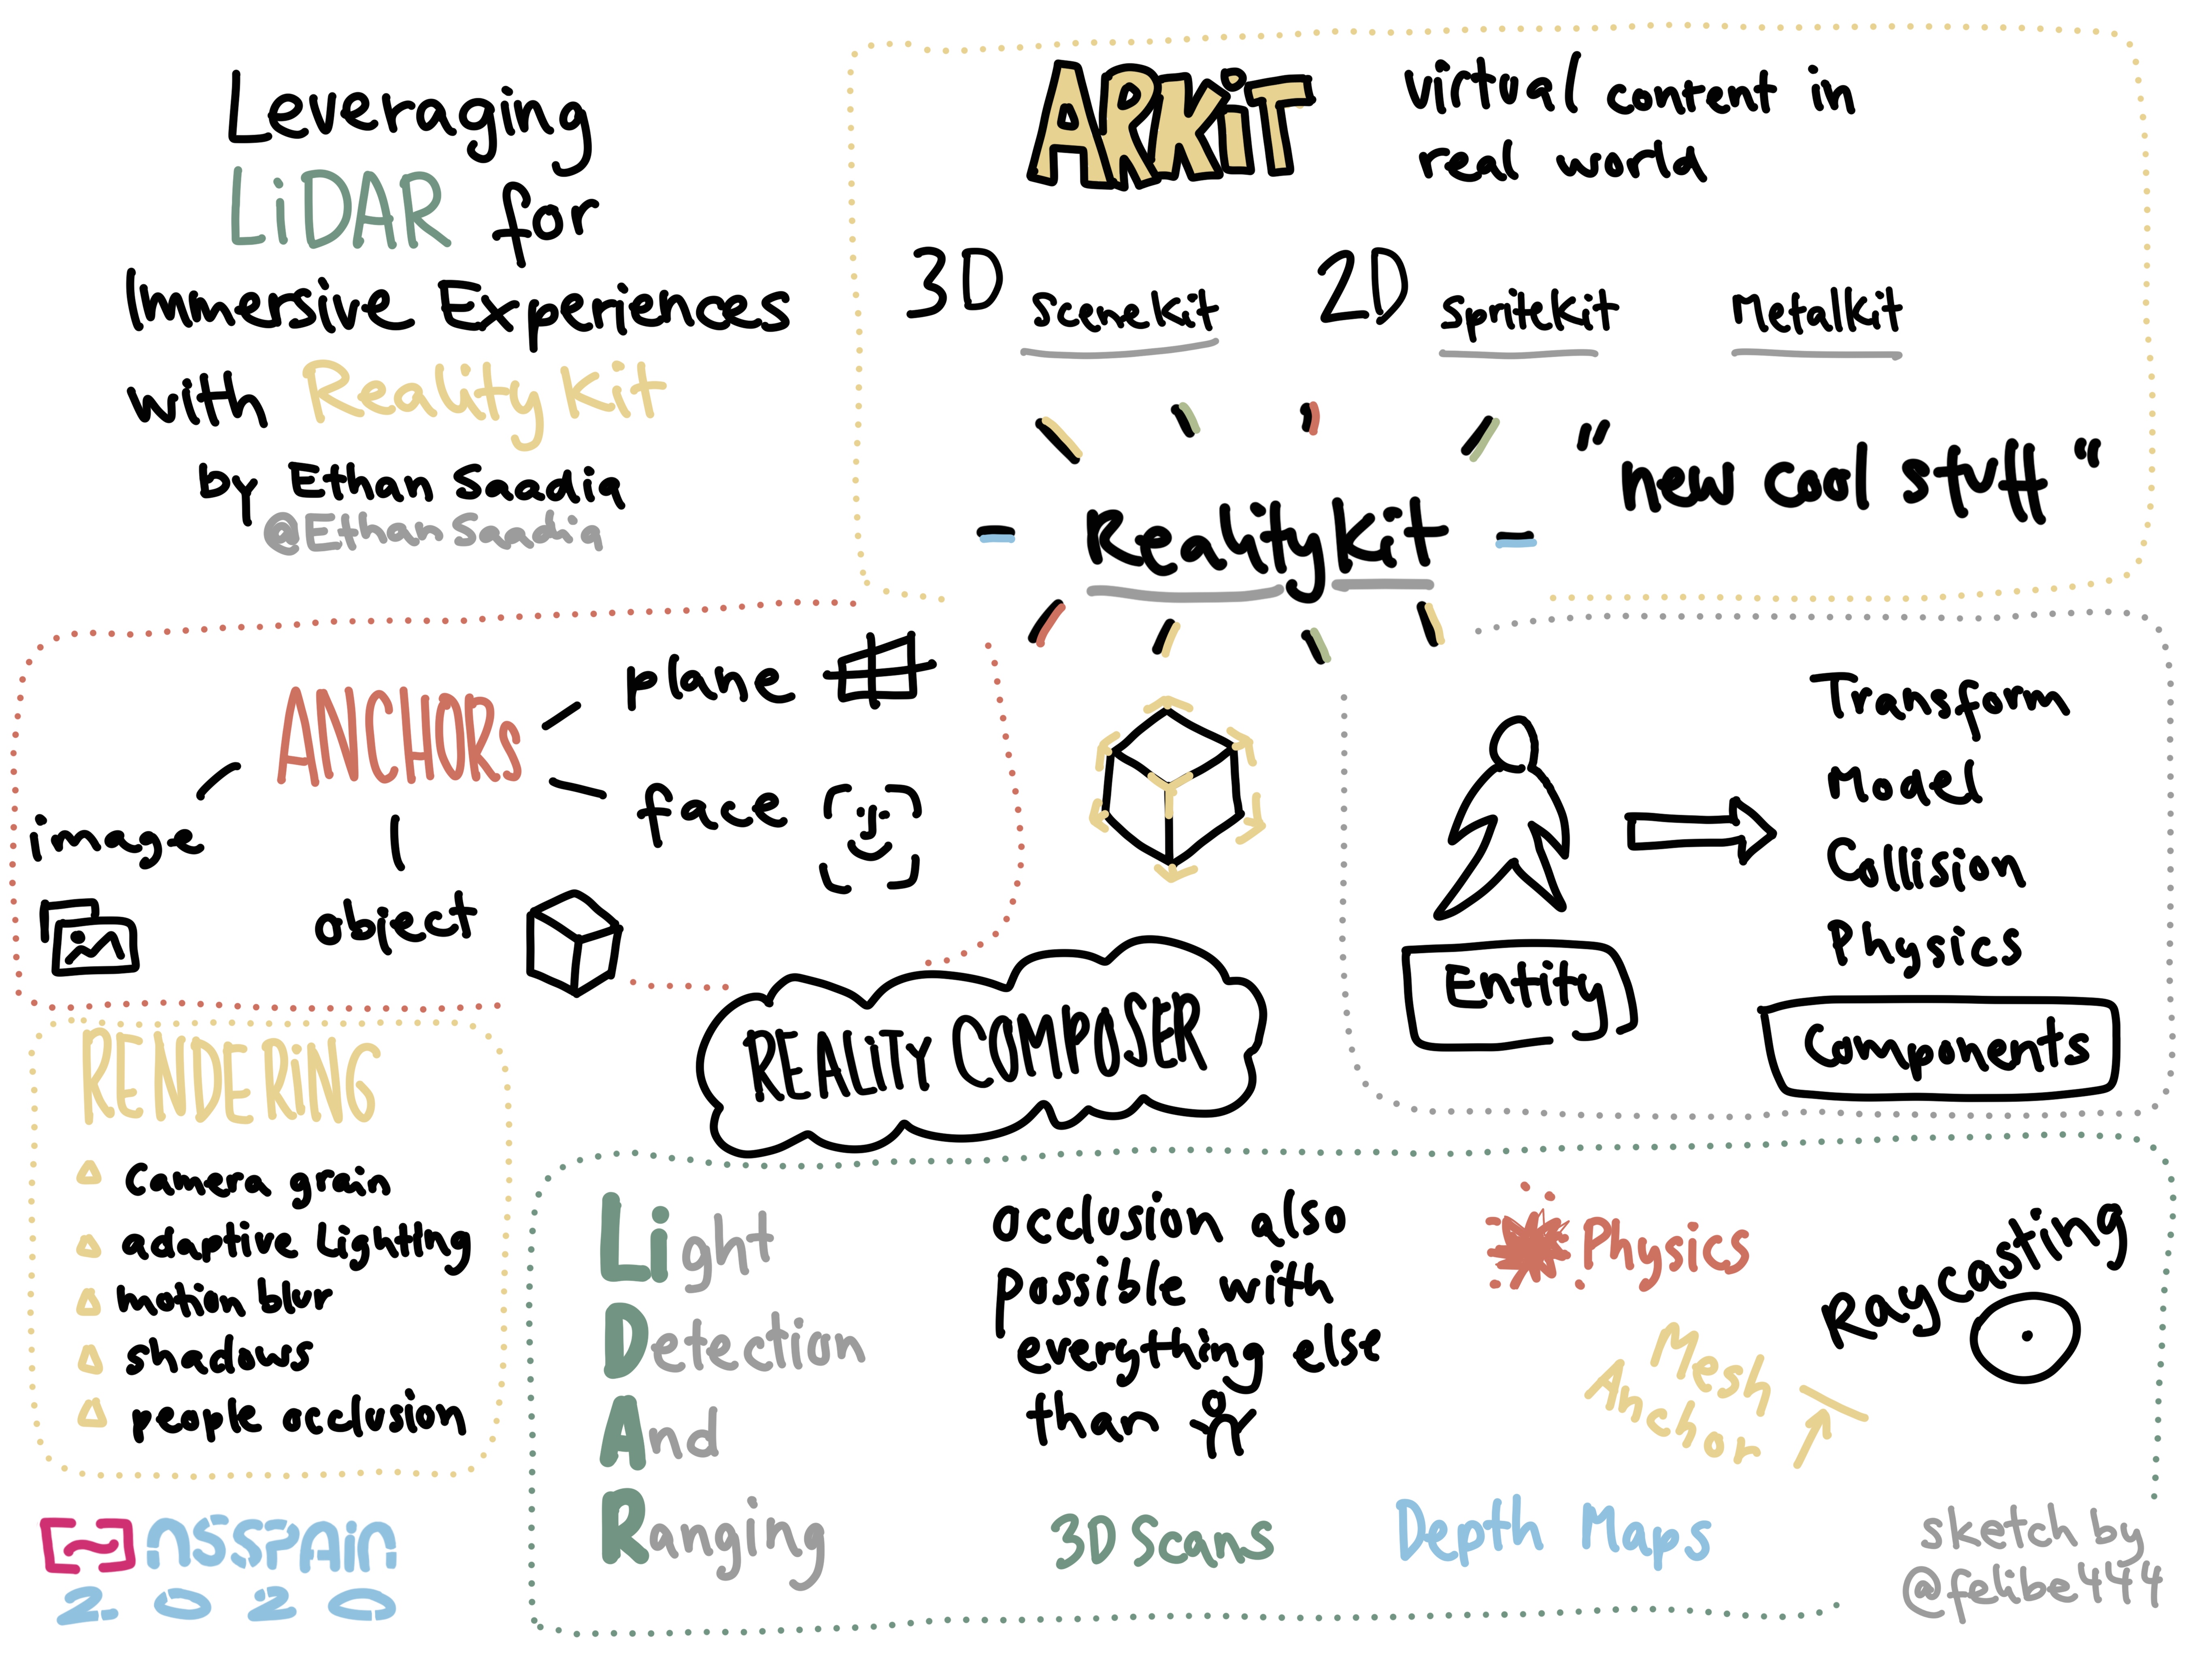 Leveraging
LiDAR for
Immersive Experiences
with RealityKit
by Ethan Saadia
@EthanSaadia
ARKiT
virtual content in
real world
3D SceneKit
2D SpriteKit
MetalKit
RealityKit
"new cool stuff"
ANCHORs
plane
face
image
object
Transform
Model
Collision
Physics
Entity
Components
REALiTY COMPOSER
RENDERiNG
Camera grain
adaptive Lighting
motion blur
shadows
people occlusion
Light
Detection
And
Ranging
occlusion also
possible with
everything else
than
Physics
Raycasting
Mesh
Anchor
3D Scans
Depth Maps
NSSPAiN
2020
sketch by
@felibe444